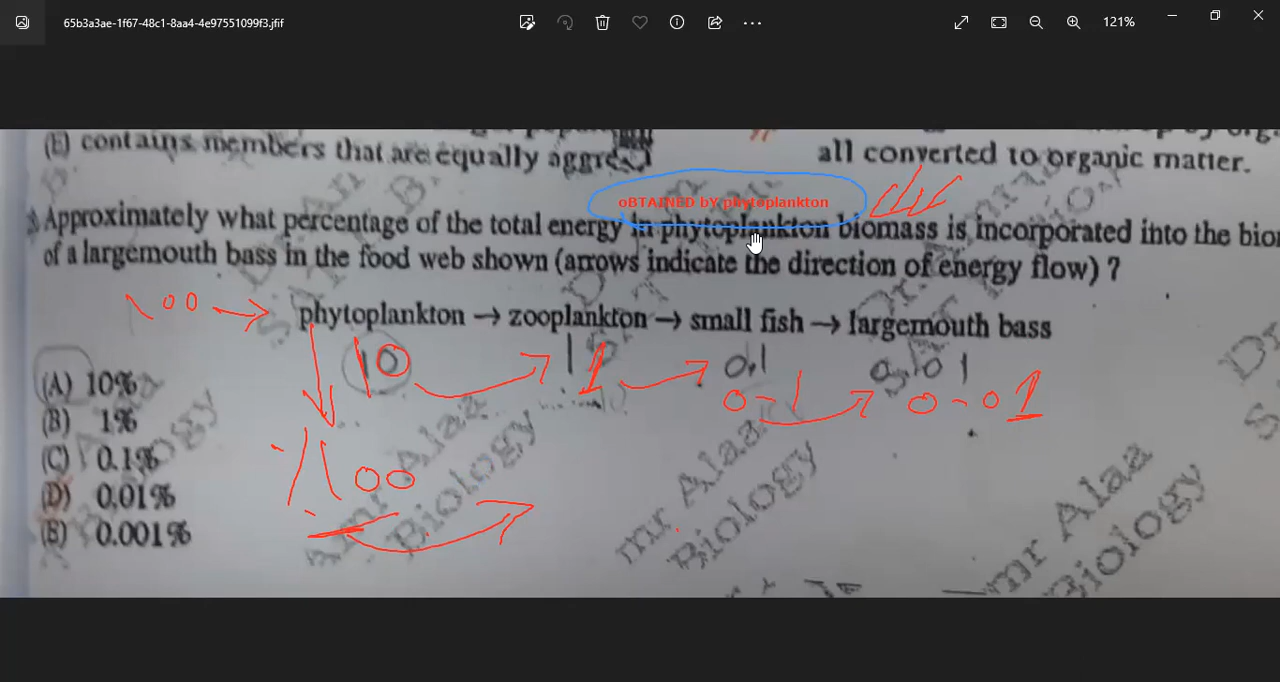 65b3a3ae-1f67-48c1-8aa4-4e97551099f3.jfif
121%
(E) contains members that are equally
all converted to organic matter.
oBTAINED BY phytoplankton
Approximately what percentage of the total energy in phytoplankton biomass is incorporated into the
of a largemouth bass in the food web shown (arrows indicate the direction of energy flow) ?
100 → phytoplankton → zooplankton → small fish → largemouth bass
10 1 0.1 0.01
10 1 0-1 0-01
(A) 10%
(B) 1%
(C) 0.1%
100
(D) 0.01%
(E) 0.001%
Amr Alaa
Biology
mr Alaa
Biology
mr Alaa
Biology